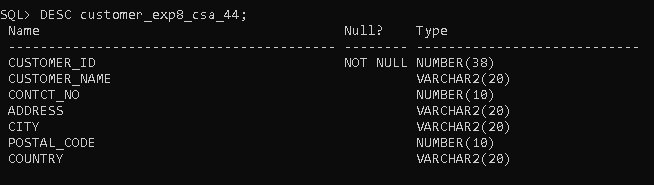 SQL> DESC customer_exp8_csa_44;
Name Null? Type
----------------------------------------- -------- ----------------------------
CUSTOMER_ID NOT NULL NUMBER(38)
CUSTOMER_NAME VARCHAR2(20)
CONTCT_NO NUMBER(10)
ADDRESS VARCHAR2(20)
CITY VARCHAR2(20)
POSTAL_CODE NUMBER(10)
COUNTRY VARCHAR2(20)